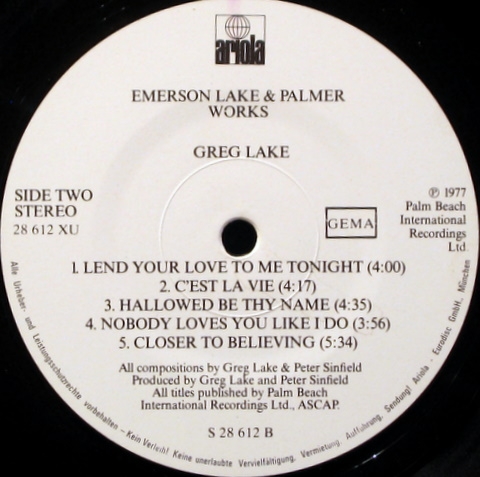 ariola
EMERSON LAKE & PALMER
WORKS
GREG LAKE
SIDE TWO
STEREO
28 612 XU
GEMA
℗ 1977
Palm Beach
International
Recordings
Ltd.
1. LEND YOUR LOVE TO ME TONIGHT (4:00)
2. C'EST LA VIE (4:17)
3. HALLOWED BE THY NAME (4:35)
4. NOBODY LOVES YOU LIKE I DO (3:56)
5. CLOSER TO BELIEVING (5:34)
All compositions by Greg Lake & Peter Sinfield
Produced by Greg Lake and Peter Sinfield
All titles published by Palm Beach
International Recordings Ltd., ASCAP.
S 28 612 B
Alle Urheber- und Leistungsschutzrechte vorbehalten – Kein Verleih! Keine unerlaubte Vervielfältigung, Vermietung, Aufführung, Sendung! Ariola - Eurodisc GmbH., München